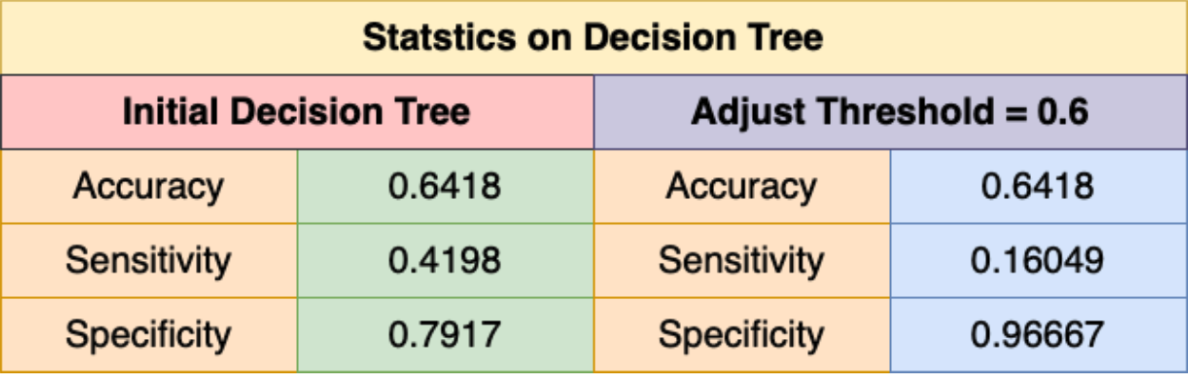 Statstics on Decision Tree
Initial Decision Tree Adjust Threshold = 0.6
Accuracy 0.6418 Accuracy 0.6418
Sensitivity 0.4198 Sensitivity 0.16049
Specificity 0.7917 Specificity 0.96667